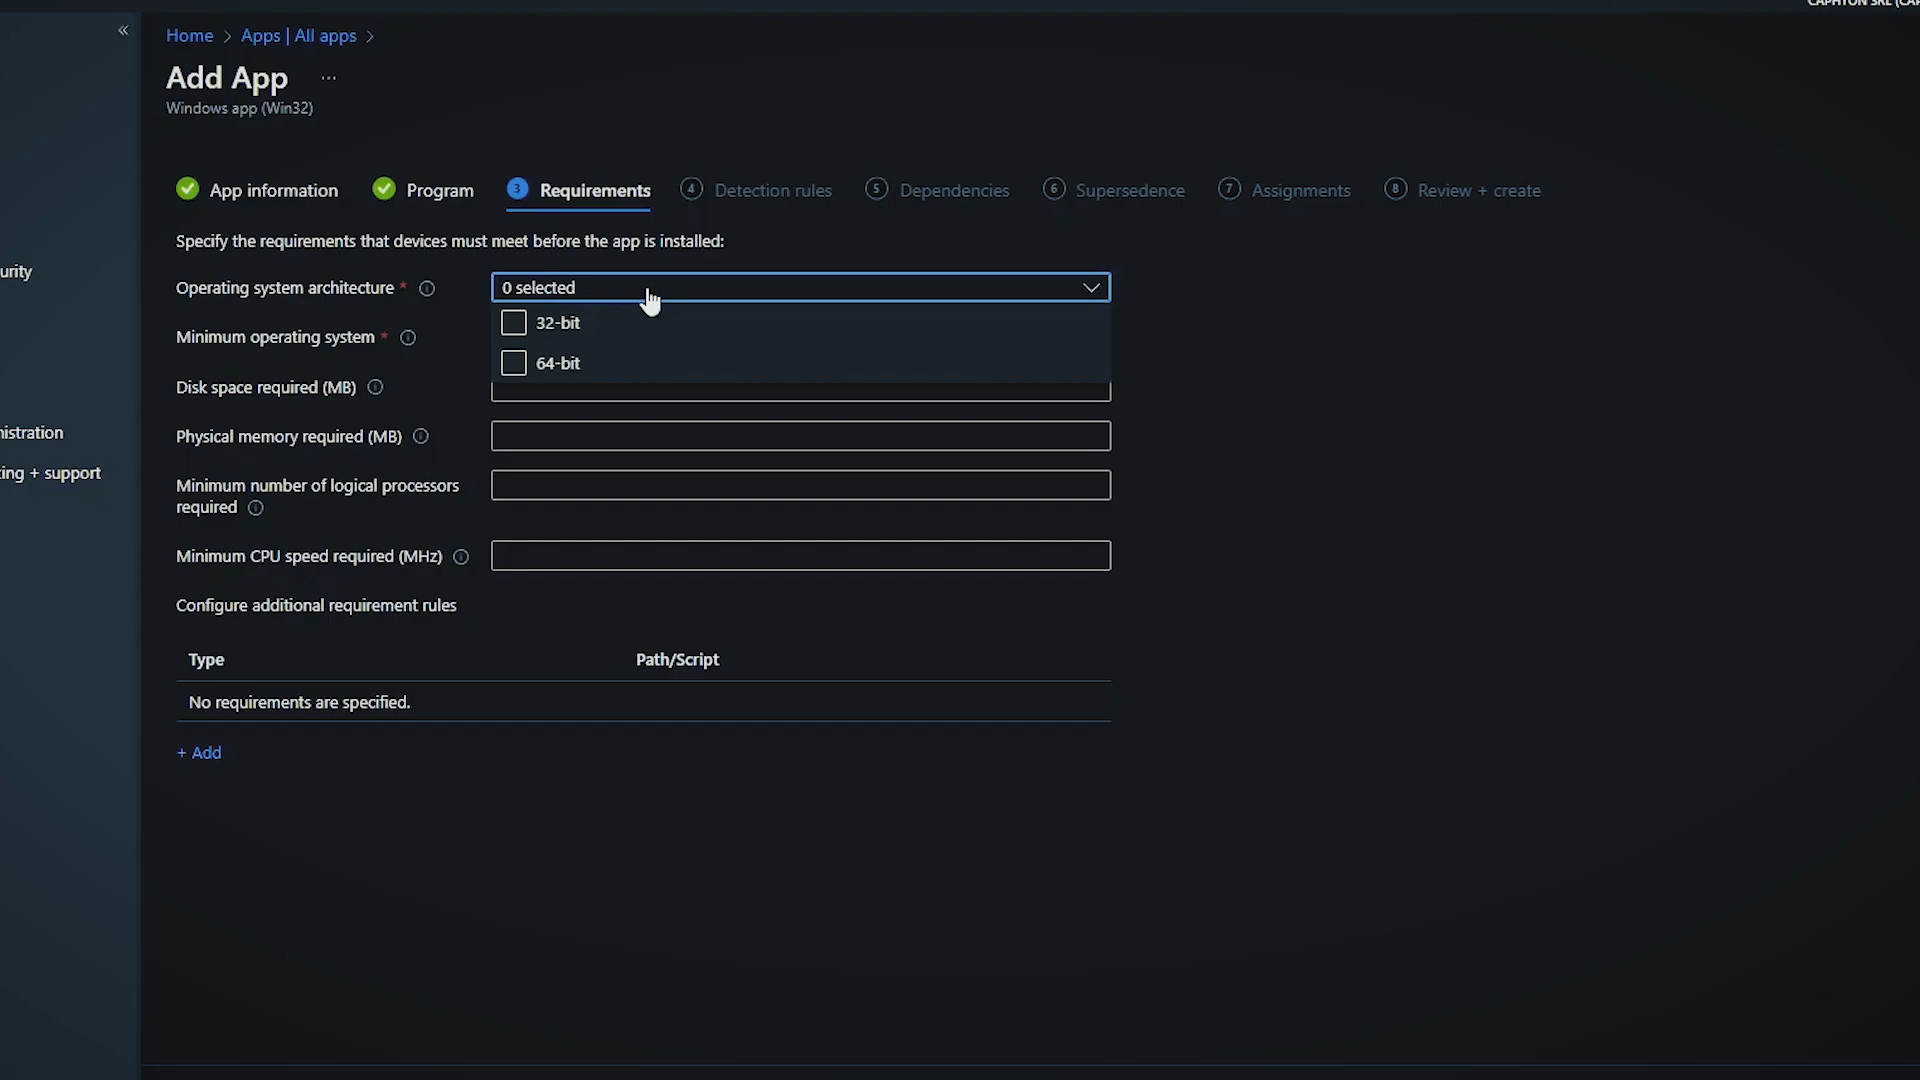 Home > Apps | All apps >
Add App ...
Windows app (Win32)
App information
Program
3 Requirements
4 Detection rules
5 Dependencies
6 Supersedence
7 Assignments
8 Review + create
Specify the requirements that devices must meet before the app is installed:
urity
Operating system architecture *
0 selected
32-bit
64-bit
Minimum operating system *
Disk space required (MB)
nistration
Physical memory required (MB)
ing + support
Minimum number of logical processors
required
Minimum CPU speed required (MHz)
Configure additional requirement rules
Type
Path/Script
No requirements are specified.
+ Add